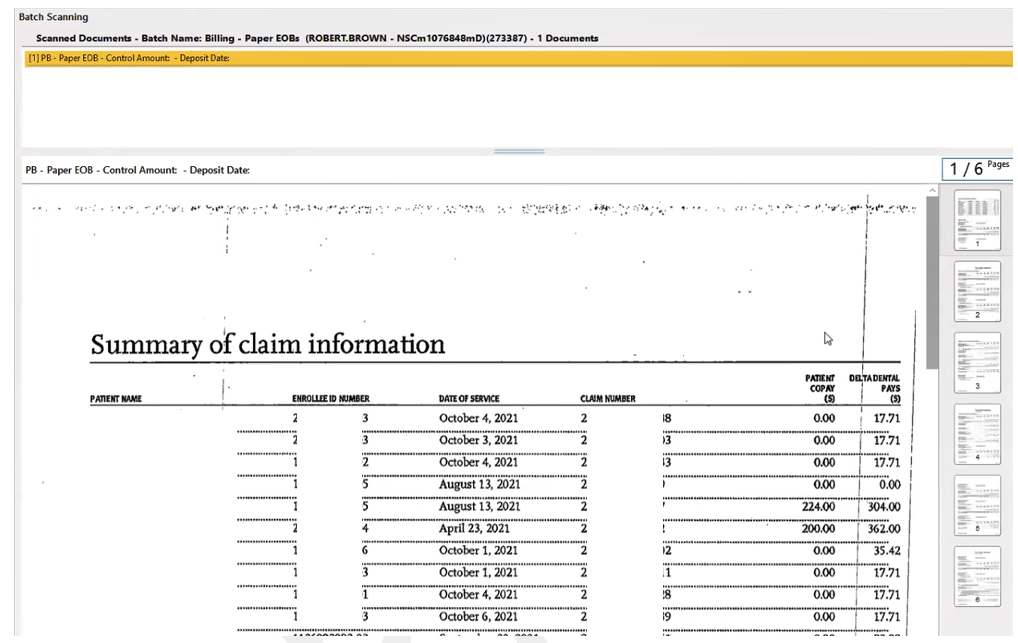 Batch Scanning
Scanned Documents - Batch Name: Billing - Paper EOBs (ROBERT.BROWN - NSCm1076848mD)(273387) - 1 Documents
[1] PB - Paper EOB - Control Amount: - Deposit Date:
PB - Paper EOB - Control Amount: - Deposit Date:
1 / 6 Pages
Summary of claim information
PATIENT NAME ENROLLEE ID NUMBER DATE OF SERVICE CLAIM NUMBER PATIENT COPAY ($) DELTA DENTAL PAYS ($)
2 3 October 4, 2021 2 8 0.00 17.71
2 3 October 3, 2021 2 3 0.00 17.71
1 2 October 4, 2021 2 3 0.00 17.71
1 5 August 13, 2021 2 0.00 0.00
1 5 August 13, 2021 2 224.00 304.00
2 4 April 23, 2021 2 200.00 362.00
1 6 October 1, 2021 2 2 0.00 35.42
1 3 October 1, 2021 2 1 0.00 17.71
1 1 October 4, 2021 2 8 0.00 17.71
1 3 October 6, 2021 2 9 0.00 17.71
1
2
3
4
5
6